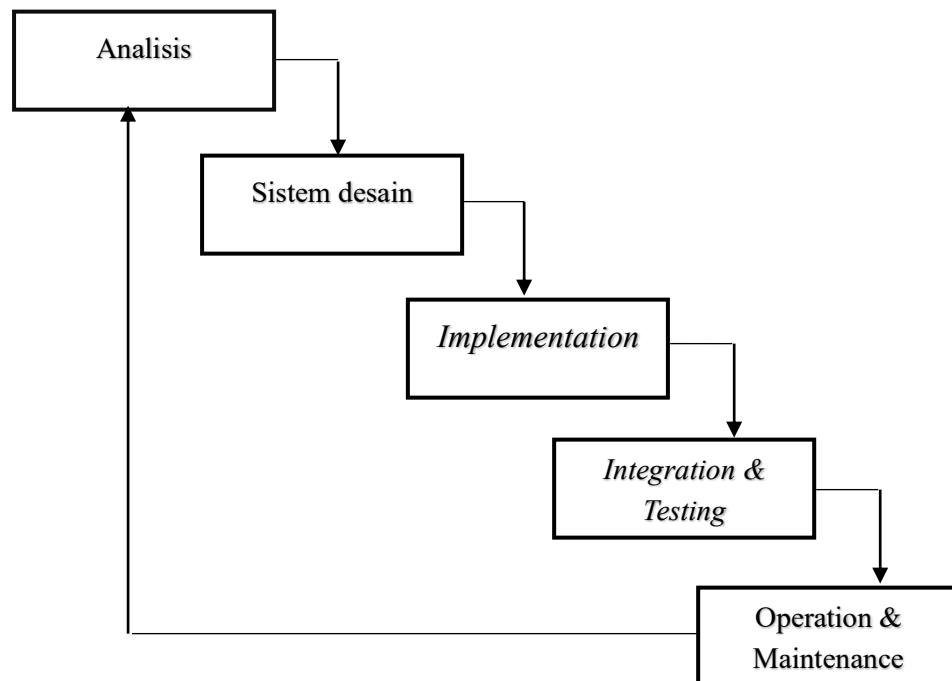 Analisis
Sistem desain
Implementation
Integration &
Testing
Operation &
Maintenance